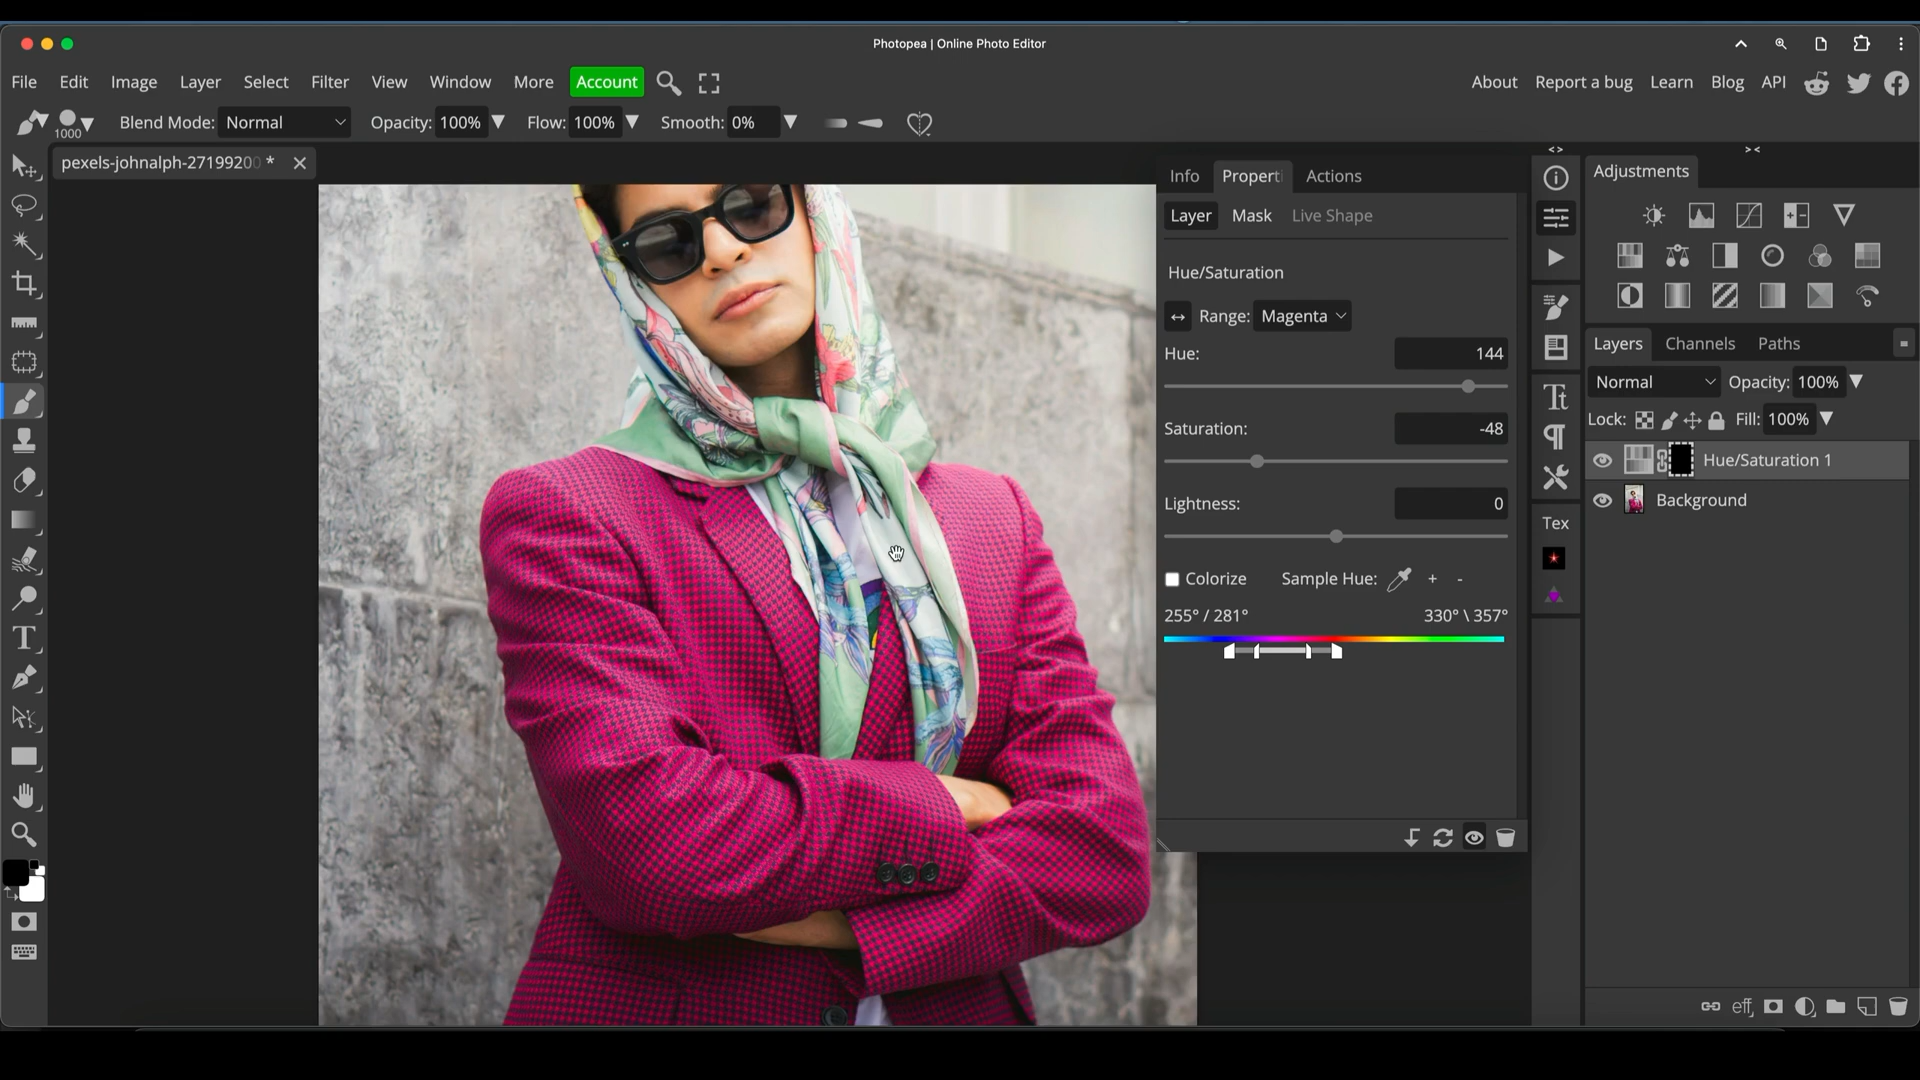 Photopea | Online Photo Editor
File Edit Image Layer Select Filter View Window More Account About Report a bug Learn Blog API
1000 Blend Mode: Normal Opacity: 100% Flow: 100% Smooth: 0%
pexels-johnalph-27199200 *
Info Properti Actions
Adjustments
Layer Mask Live Shape
Hue/Saturation
Range: Magenta
Hue: 144
Saturation: -48
Lightness: 0
Colorize Sample Hue: + -
255° / 281° 330° \ 357°
Tex
Layers Channels Paths
Normal Opacity: 100%
Lock: Fill: 100%
Hue/Saturation 1
Background
eff